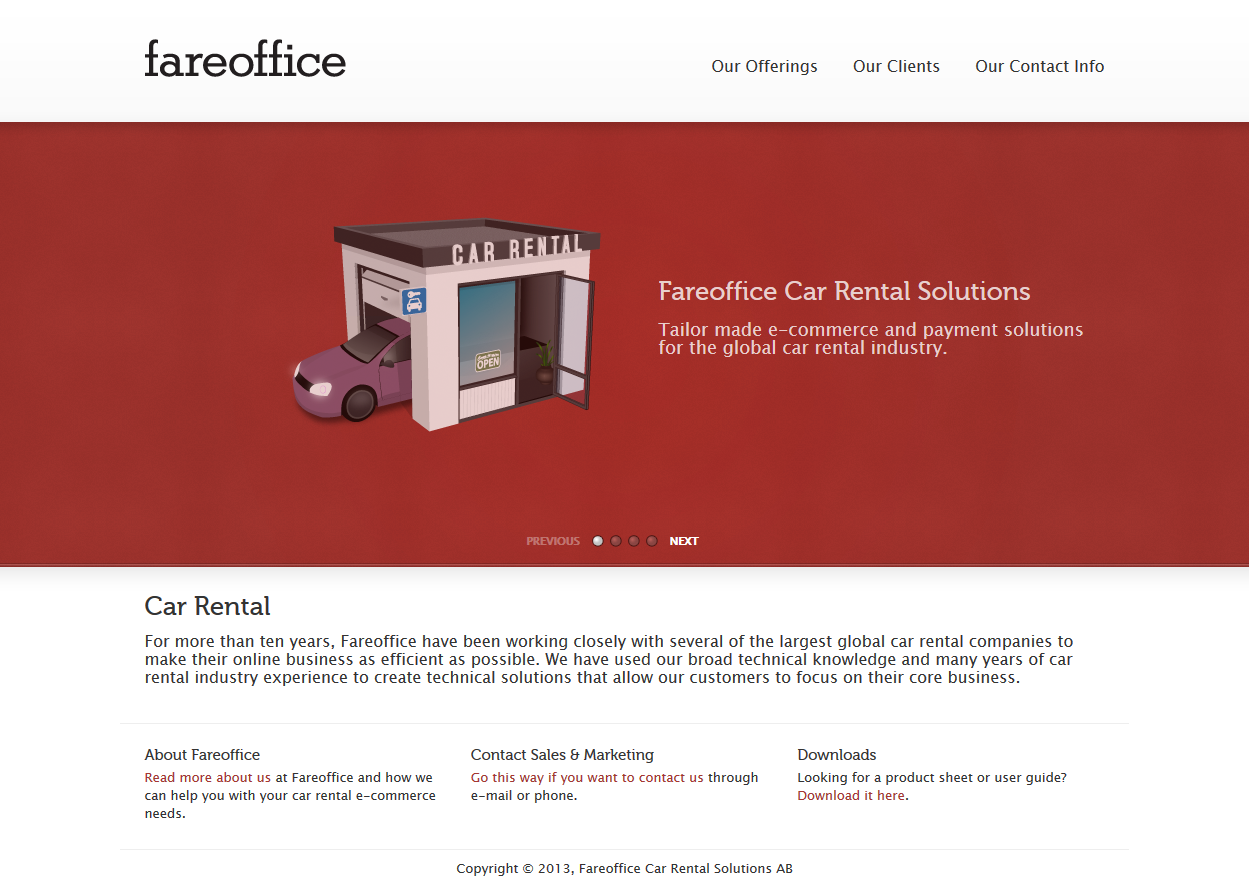 fareoffice
Our Offerings Our Clients Our Contact Info
CAR RENTAL
OPEN
Fareoffice Car Rental Solutions
Tailor made e-commerce and payment solutions
for the global car rental industry.
PREVIOUS NEXT
Car Rental
For more than ten years, Fareoffice have been working closely with several of the largest global car rental companies to
make their online business as efficient as possible. We have used our broad technical knowledge and many years of car
rental industry experience to create technical solutions that allow our customers to focus on their core business.
About Fareoffice
Read more about us at Fareoffice and how we
can help you with your car rental e-commerce
needs.
Contact Sales & Marketing
Go this way if you want to contact us through
e-mail or phone.
Downloads
Looking for a product sheet or user guide?
Download it here.
Copyright © 2013, Fareoffice Car Rental Solutions AB